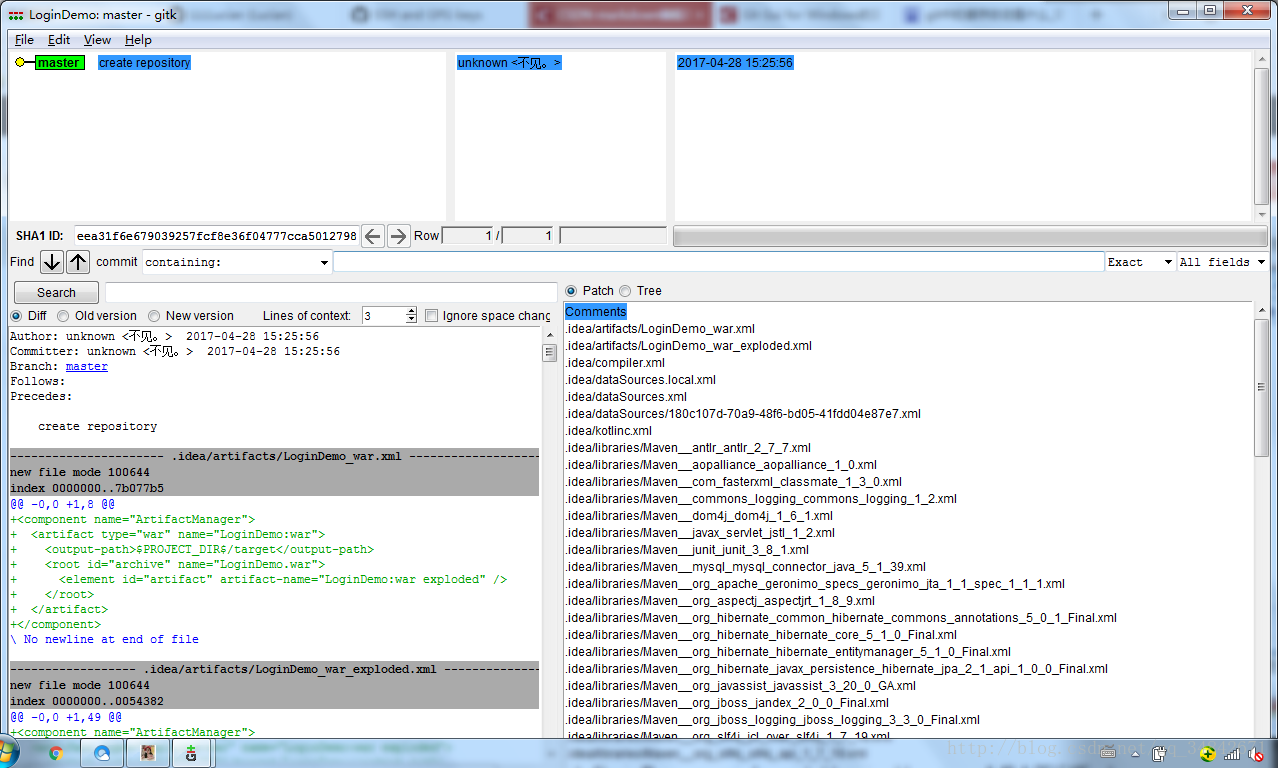 LoginDemo: master - gitk
File Edit View Help
master create repository unknown <不见。> 2017-04-28 15:25:56
SHA1 ID: eea31f6e679039257fcf8e36f04777cca5012798 Row 1 / 1
Find commit containing: Exact All fields
Search
Patch Tree
Diff Old version New version Lines of context: 3 Ignore space chang
Author: unknown <不见。> 2017-04-28 15:25:56
Committer: unknown <不见。> 2017-04-28 15:25:56
Branch: master
Follows:
Precedes:
create repository
---------------------- .idea/artifacts/LoginDemo_war.xml -------------------
new file mode 100644
index 0000000..7b077b5
@@ -0,0 +1,8 @@
+<component name="ArtifactManager">
+  <artifact type="war" name="LoginDemo:war">
+    <output-path>$PROJECT_DIR$/target</output-path>
+    <root id="archive" name="LoginDemo.war">
+      <element id="artifact" artifact-name="LoginDemo:war exploded" />
+    </root>
+  </artifact>
+</component>
\ No newline at end of file
------------------ .idea/artifacts/LoginDemo_war_exploded.xml --------------
new file mode 100644
index 0000000..0054382
@@ -0,0 +1,49 @@
+<component name="ArtifactManager">
Comments
.idea/artifacts/LoginDemo_war.xml
.idea/artifacts/LoginDemo_war_exploded.xml
.idea/compiler.xml
.idea/dataSources.local.xml
.idea/dataSources.xml
.idea/dataSources/180c107d-70a9-48f6-bd05-41fdd04e87e7.xml
.idea/kotlinc.xml
.idea/libraries/Maven__antlr_antlr_2_7_7.xml
.idea/libraries/Maven__aopalliance_aopalliance_1_0.xml
.idea/libraries/Maven__com_fasterxml_classmate_1_3_0.xml
.idea/libraries/Maven__commons_logging_commons_logging_1_2.xml
.idea/libraries/Maven__dom4j_dom4j_1_6_1.xml
.idea/libraries/Maven__javax_servlet_jstl_1_2.xml
.idea/libraries/Maven__junit_junit_3_8_1.xml
.idea/libraries/Maven__mysql_mysql_connector_java_5_1_39.xml
.idea/libraries/Maven__org_apache_geronimo_specs_geronimo_jta_1_1_spec_1_1_1.xml
.idea/libraries/Maven__org_aspectj_aspectjrt_1_8_9.xml
.idea/libraries/Maven__org_hibernate_common_hibernate_commons_annotations_5_0_1_Final.xml
.idea/libraries/Maven__org_hibernate_hibernate_core_5_1_0_Final.xml
.idea/libraries/Maven__org_hibernate_hibernate_entitymanager_5_1_0_Final.xml
.idea/libraries/Maven__org_hibernate_javax_persistence_hibernate_jpa_2_1_api_1_0_0_Final.xml
.idea/libraries/Maven__org_javassist_javassist_3_20_0_GA.xml
.idea/libraries/Maven__org_jboss_jandex_2_0_0_Final.xml
.idea/libraries/Maven__org_jboss_logging_jboss_logging_3_3_0_Final.xml
.idea/libraries/Maven__org_slf4j_jcl_over_slf4j_1_7_19.xml